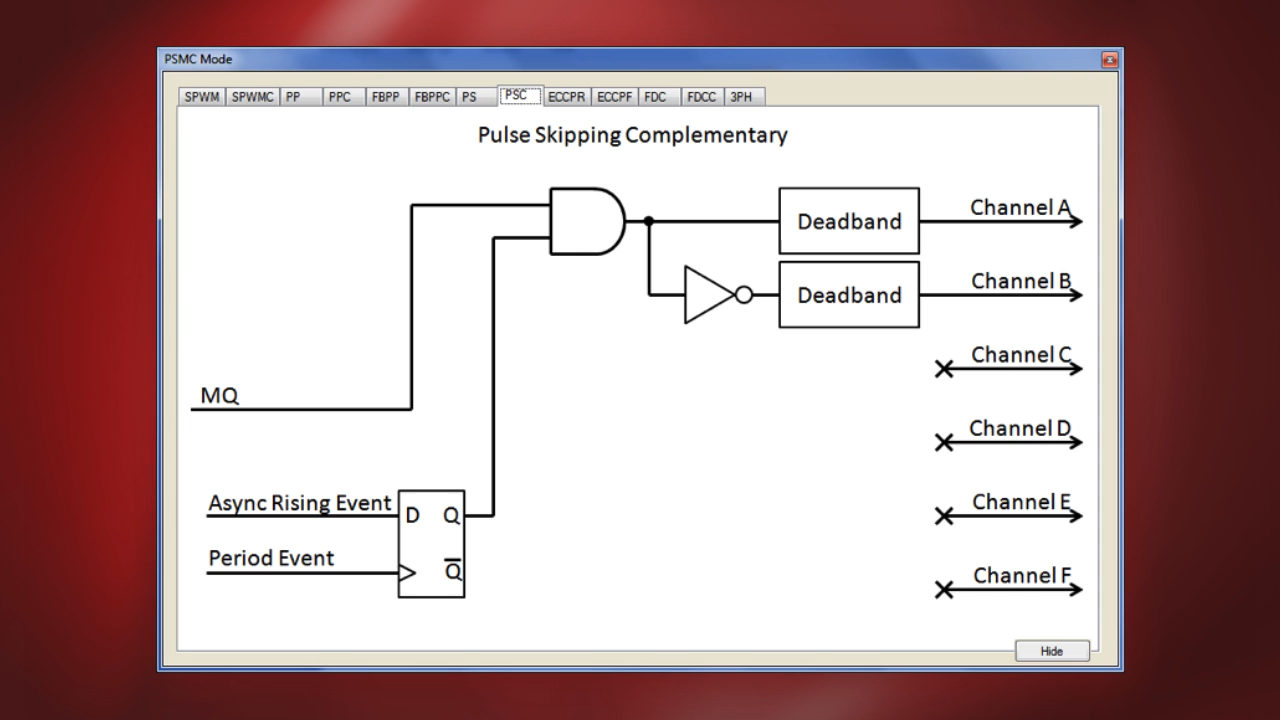 PSMC Mode
SPWM SPWMC PP PPC FBPP FBPPC PS PSC ECCPR ECCPF FDC FDCC 3PH
Pulse Skipping Complementary
Deadband
Channel A
Deadband
Channel B
Channel C
MQ
Channel D
Async Rising Event
D Q
Channel E
Period Event
Q̅
Channel F
Hide